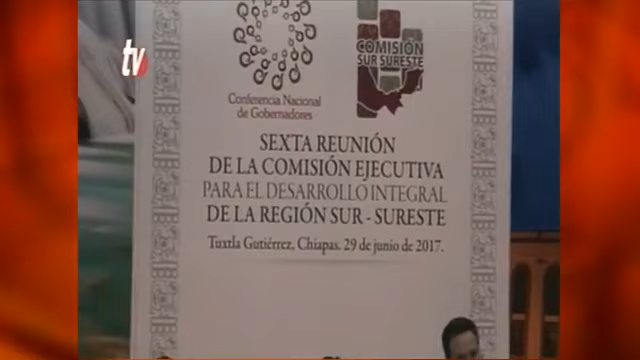 tv
COMISIÓN
SUR SURESTE
Conferencia Nacional
de Gobernadores
SEXTA REUNIÓN
DE LA COMISIÓN EJECUTIVA
PARA EL DESARROLLO INTEGRAL
DE LA REGIÓN SUR - SURESTE
Tuxtla Gutiérrez, Chiapas. 29 de junio de 2017.